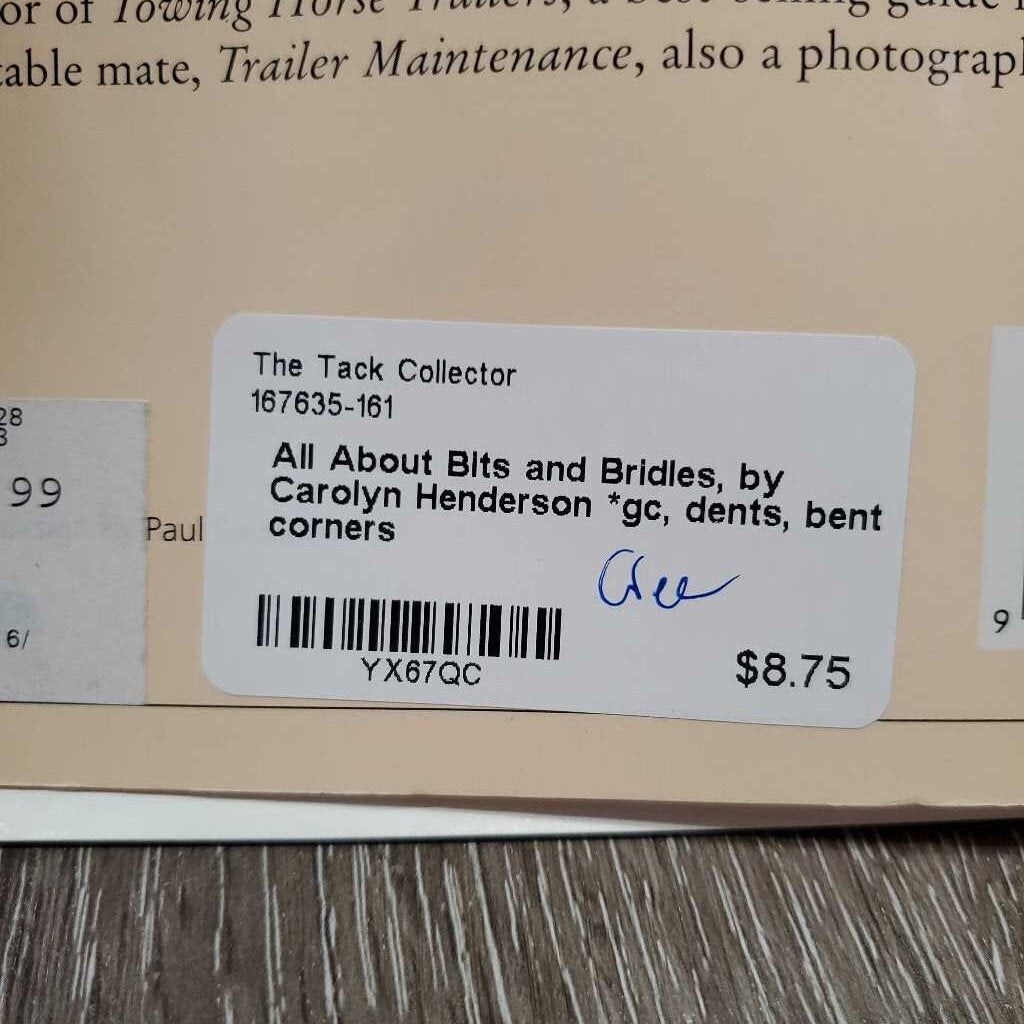 or of Towing Horse Trailers, a best-selling guide
table mate, Trailer Maintenance, also a photograph
The Tack Collector
167635-161
All About Bits and Bridles, by
Carolyn Henderson *gc, dents, bent
corners
28
3
99
Paul
6/
YX67QC
$8.75
9